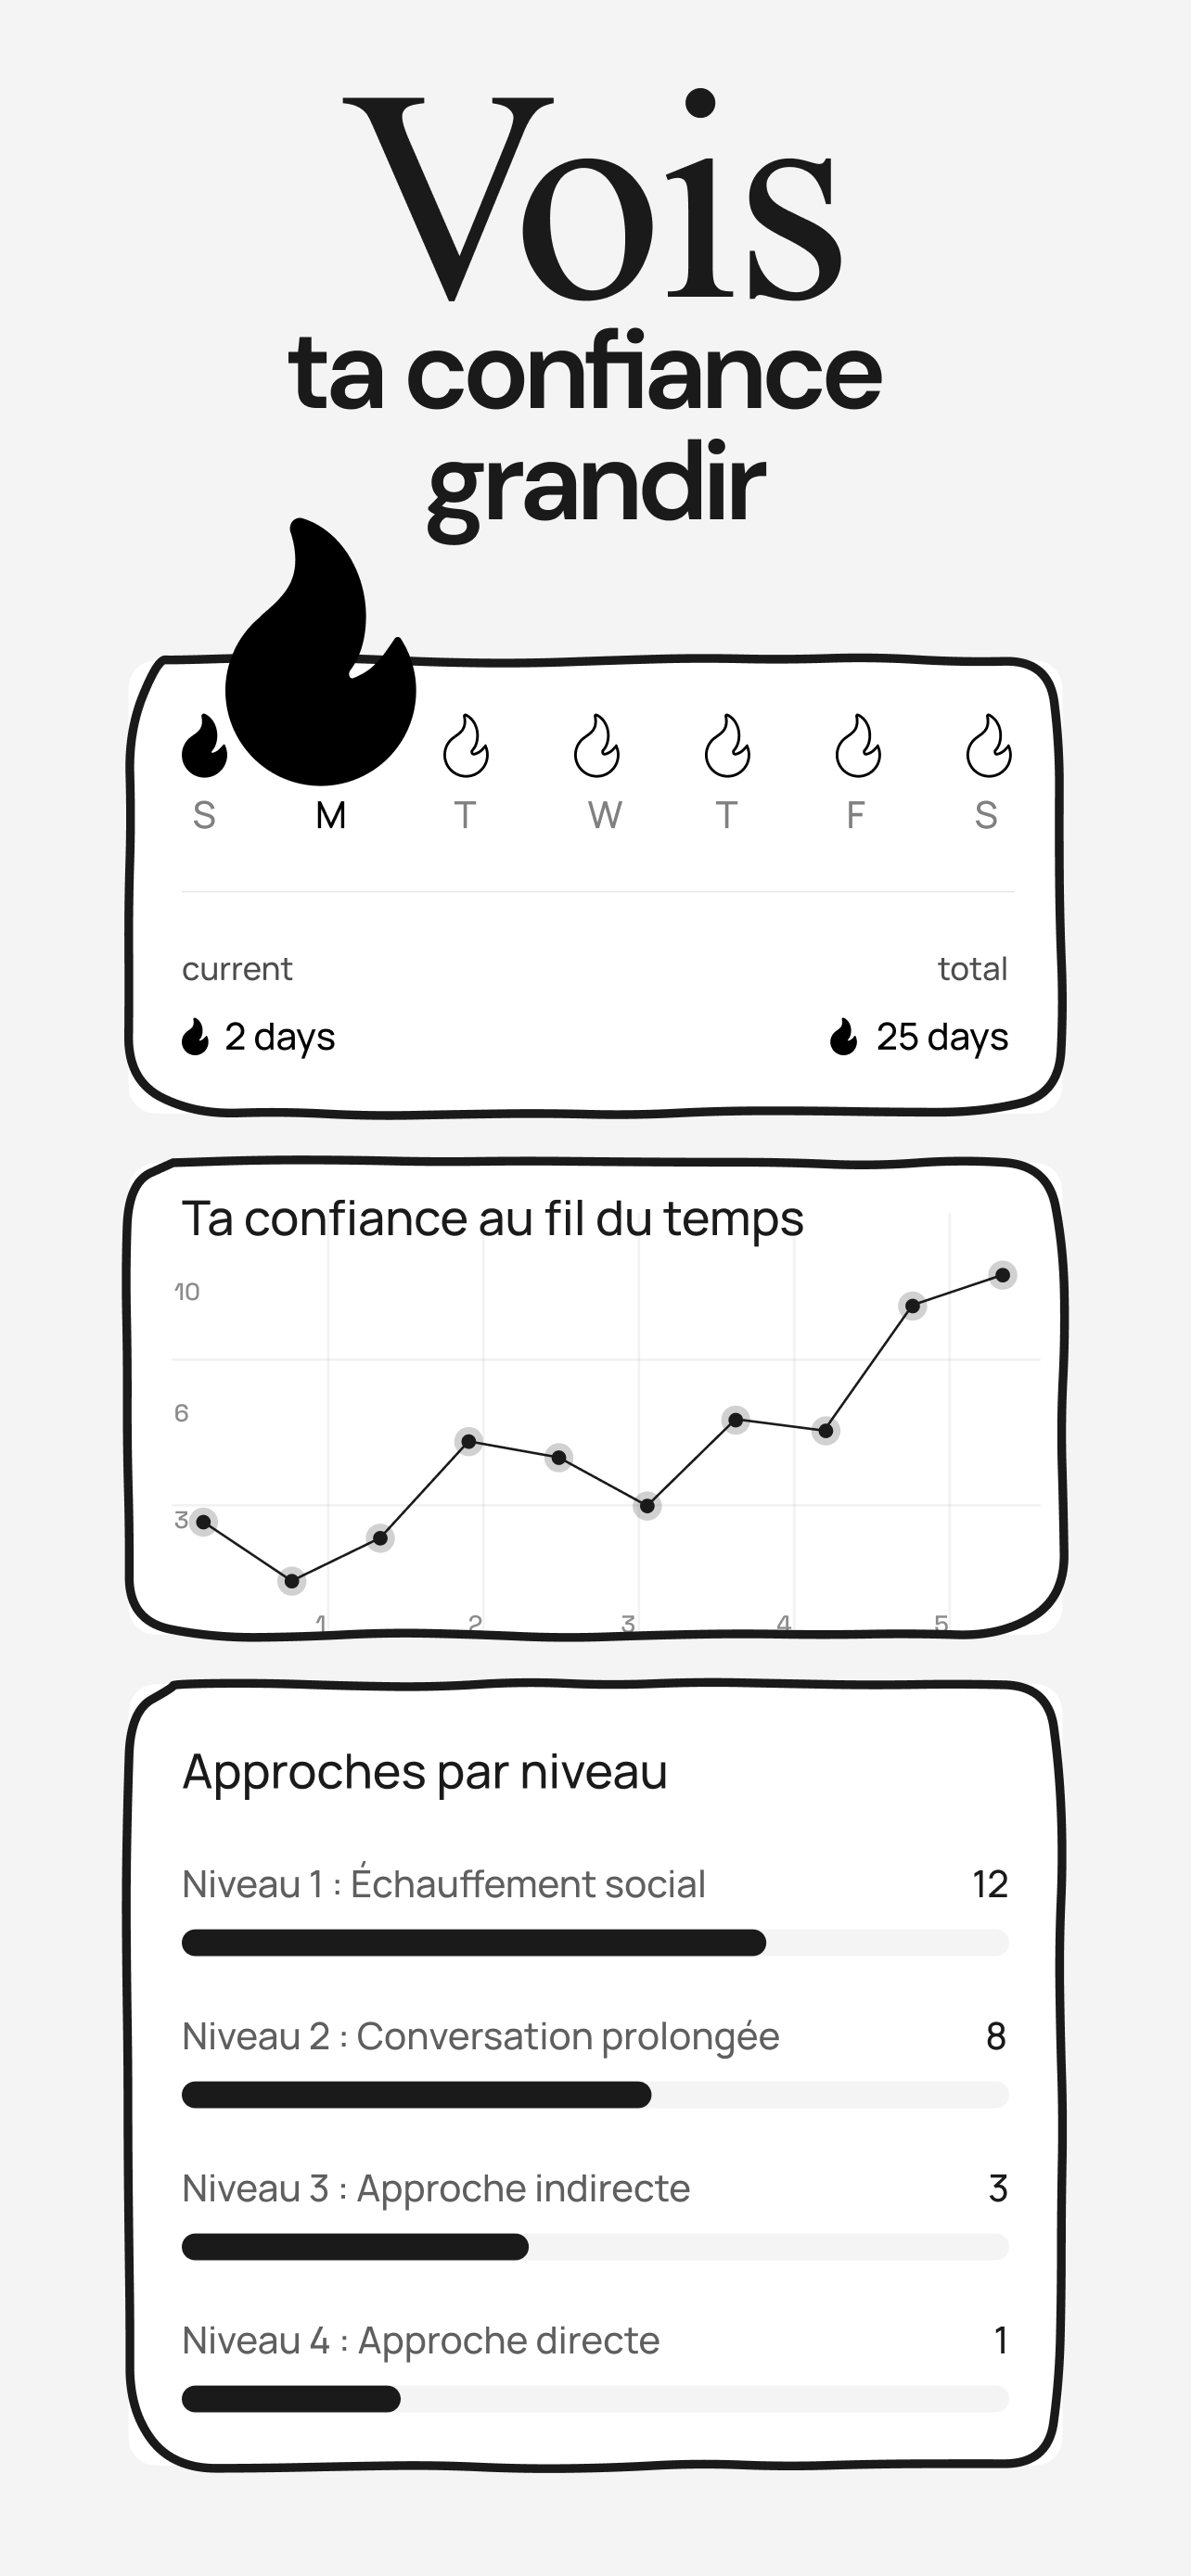 Vois
ta confiance
grandir
S M T W T F S
current total
2 days 25 days
Ta confiance au fil du temps
10
6
3
1 2 3 4 5
Approches par niveau
Niveau 1 : Échauffement social 12
Niveau 2 : Conversation prolongée 8
Niveau 3 : Approche indirecte 3
Niveau 4 : Approche directe 1